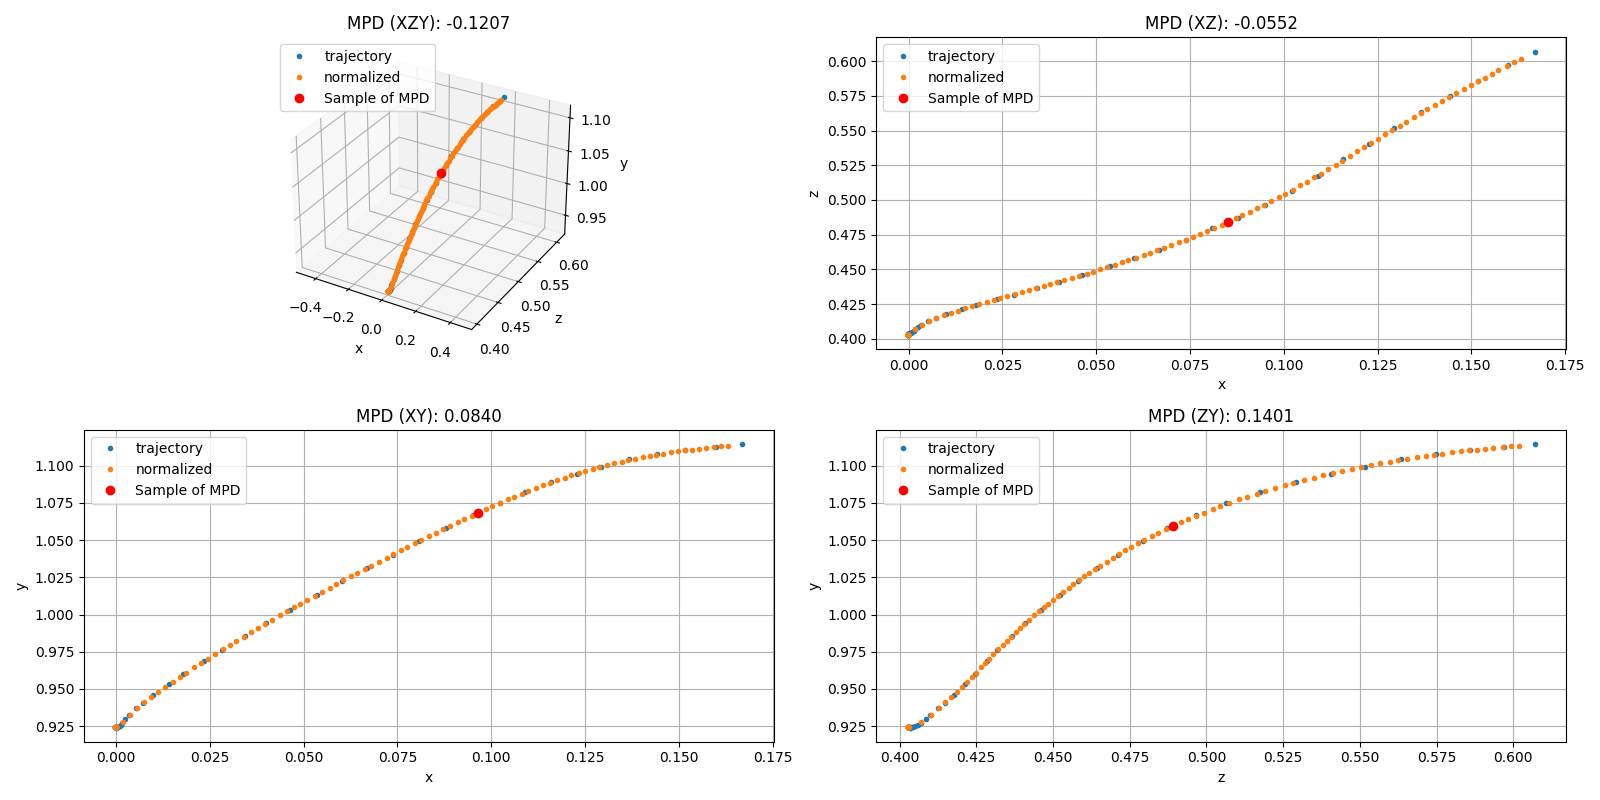 MPD (XZY): -0.1207
trajectory
normalized
Sample of MPD
1.10
1.05
1.00
0.95
y
0.60
0.55
0.50
0.45
0.40
z
−0.4
−0.2
0.0
0.2
0.4
x
MPD (XZ): -0.0552
trajectory
normalized
Sample of MPD
0.600
0.575
0.550
0.525
0.500
0.475
0.450
0.425
0.400
z
0.000 0.025 0.050 0.075 0.100 0.125 0.150 0.175
x
MPD (XY): 0.0840
trajectory
normalized
Sample of MPD
1.100
1.075
1.050
1.025
1.000
0.975
0.950
0.925
y
0.000 0.025 0.050 0.075 0.100 0.125 0.150 0.175
x
MPD (ZY): 0.1401
trajectory
normalized
Sample of MPD
1.100
1.075
1.050
1.025
1.000
0.975
0.950
0.925
y
0.400 0.425 0.450 0.475 0.500 0.525 0.550 0.575 0.600
z